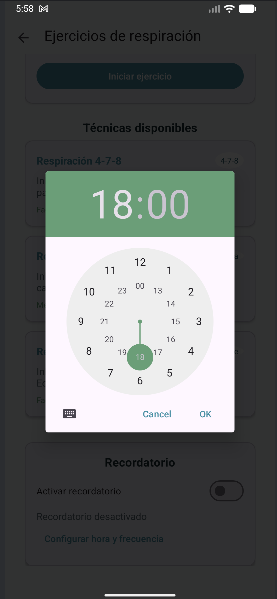 5:58
Ejercicios de respiración
Iniciar ejercicio
Técnicas disponibles
Respiración 4-7-8
4-7-8
18:00
12
11 1
00
23 13
10 2
22 14
9 21 15 3
20 16
8 4
19 18 17
7 5
6
Cancel
OK
Recordatorio
Activar recordatorio
Recordatorio desactivado
Configurar hora y frecuencia